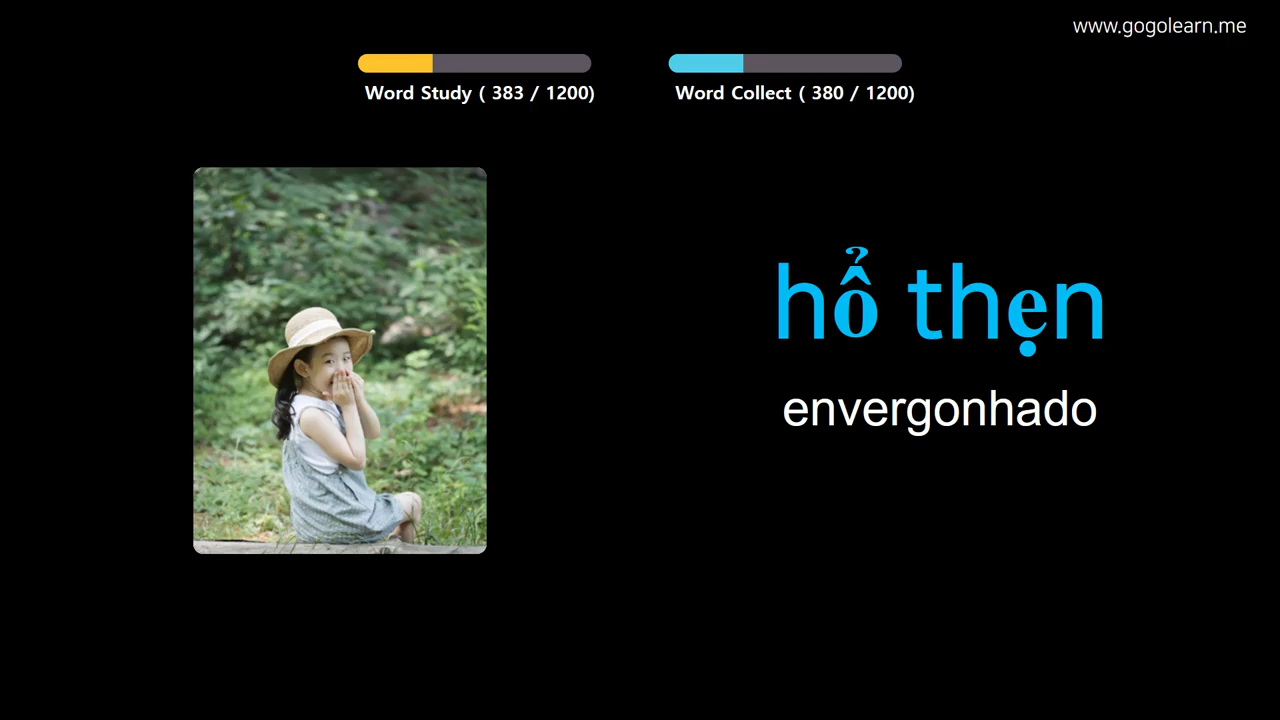 www.gogolearn.me
Word Study ( 383 / 1200)
Word Collect ( 380 / 1200)
hổ thẹn
envergonhado